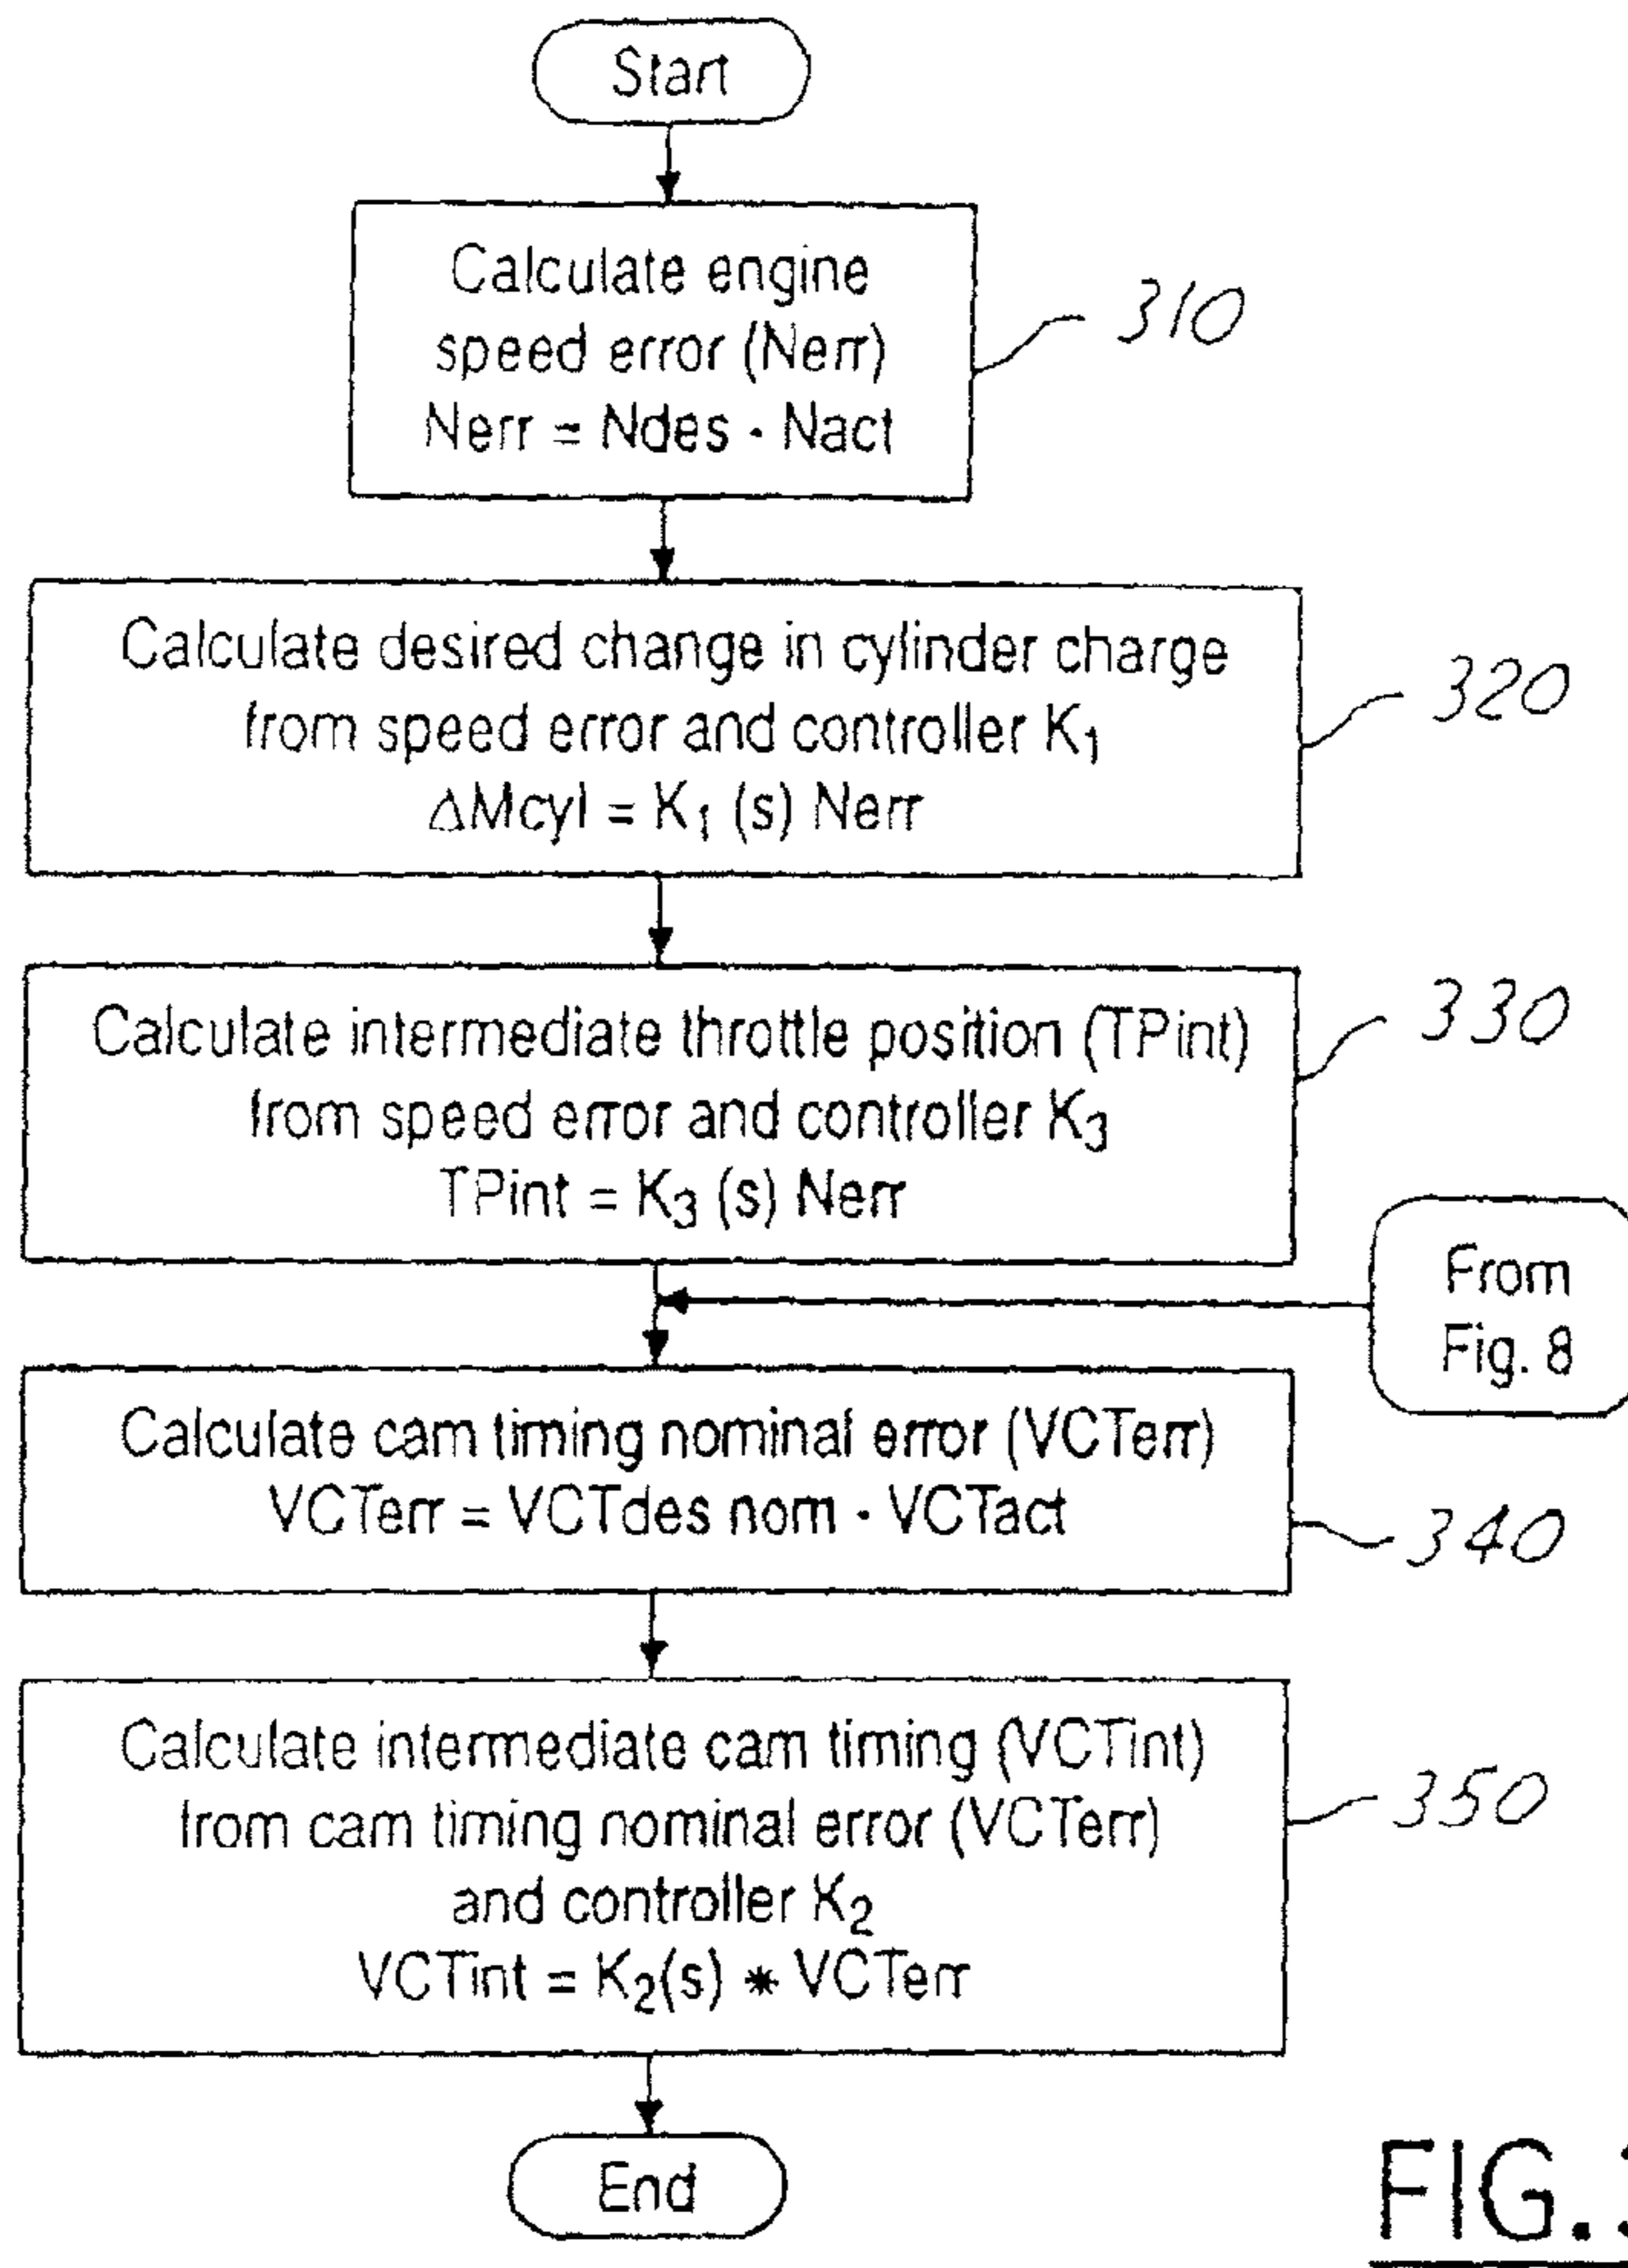 Start
Calculate engine
speed error (Nerr)
Nerr = Ndes - Nact
310
Calculate desired change in cylinder charge
from speed error and controller K₁
ΔMcyl = K₁ (s) Nerr
320
Calculate intermediate throttle position (TPint)
from speed error and controller K₃
TPint = K₃ (s) Nerr
330
From
Fig. 8
Calculate cam timing nominal error (VCTerr)
VCTerr = VCTdes nom - VCTact
340
Calculate intermediate cam timing (VCTint)
from cam timing nominal error (VCTerr)
and controller K₂
VCTint = K₂(s) * VCTerr
350
End
FIG.